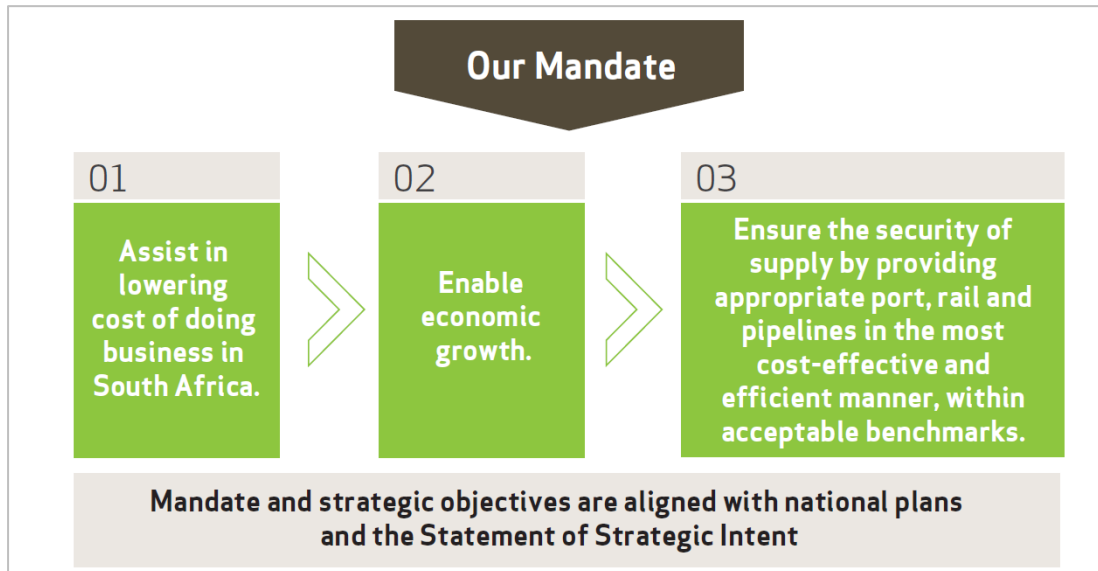 Our Mandate
01
Assist in
lowering
cost of doing
business in
South Africa.
02
Enable
economic
growth.
03
Ensure the security of
supply by providing
appropriate port, rail and
pipelines in the most
cost-effective and
efficient manner, within
acceptable benchmarks.
Mandate and strategic objectives are aligned with national plans
and the Statement of Strategic Intent